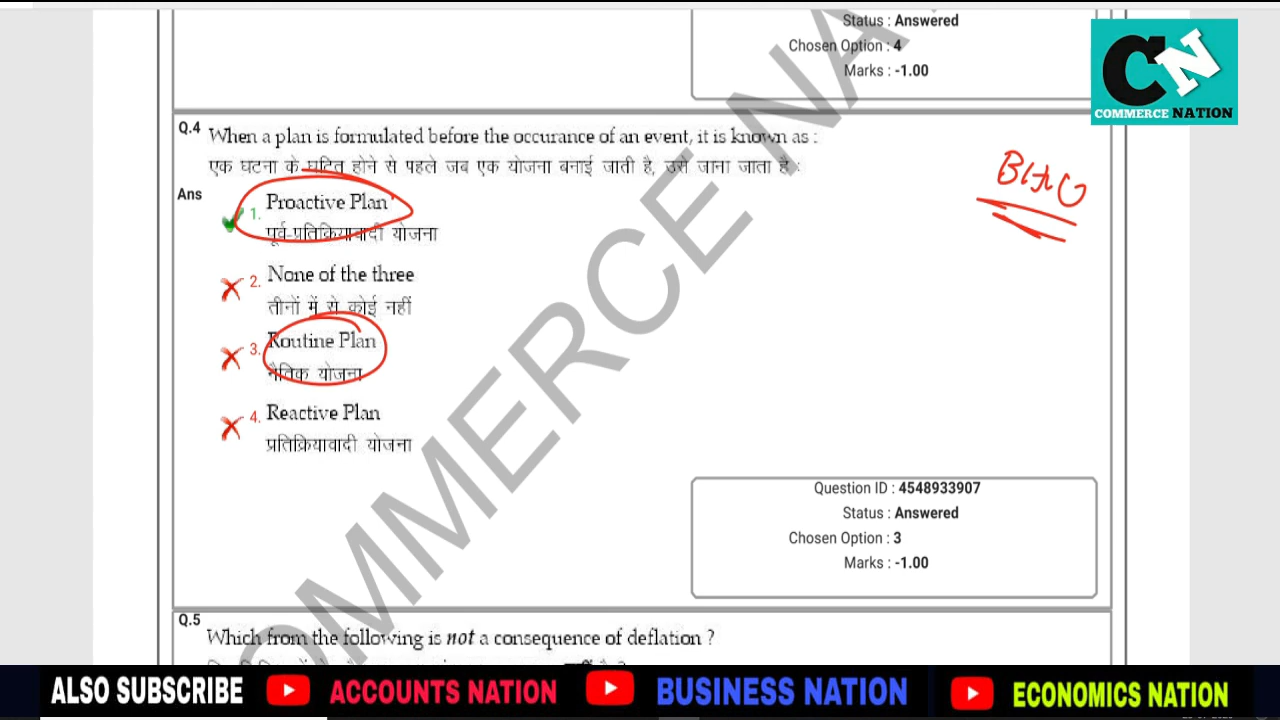 Status : Answered
Chosen Option : 4
Marks : -1.00
CN
COMMERCE NATION
Q.4 When a plan is formulated before the occurance of an event, it is known as :
एक घटना के घटित होने से पहले जब एक योजना बनाई जाती है, उसे जाना जाता है :
Ans
1. Proactive Plan
पूर्व-प्रतिक्रियावादी योजना
2. None of the three
तीनों में से कोई नहीं
3. Routine Plan
नैतिक योजना
4. Reactive Plan
प्रतिक्रियावादी योजना
Question ID : 4548933907
Status : Answered
Chosen Option : 3
Marks : -1.00
OMMERCE NA
Q.5 Which from the following is not a consequence of deflation ?
ALSO SUBSCRIBE ACCOUNTS NATION BUSINESS NATION ECONOMICS NATION